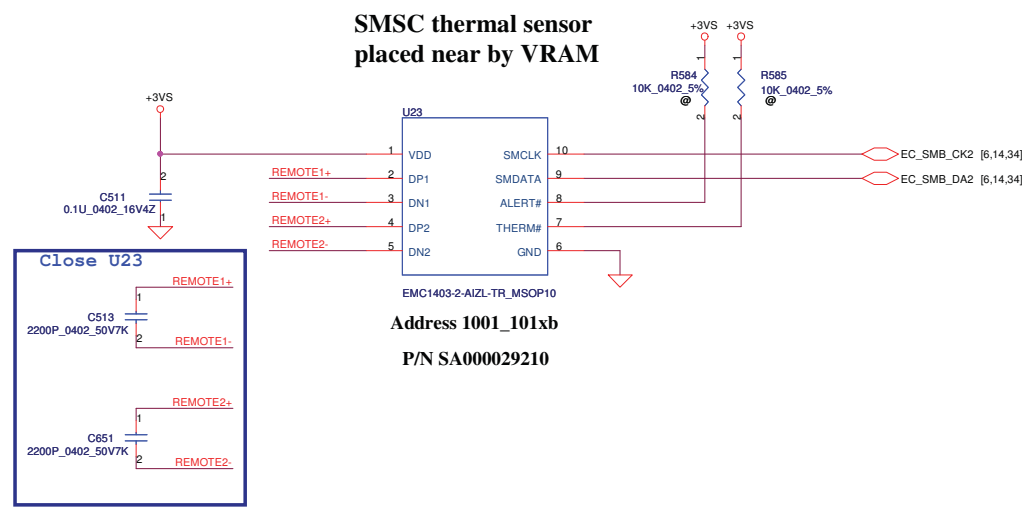 SMSC thermal sensor
placed near by VRAM
+3VS
+3VS
1
1
R584
10K_0402_5%
@
R585
10K_0402_5%
@
2
2
+3VS
2
C511
0.1U_0402_16V4Z
1
U23
1 VDD
REMOTE1+ 2 DP1
REMOTE1- 3 DN1
REMOTE2+ 4 DP2
REMOTE2- 5 DN2
SMCLK 10
SMDATA 9
ALERT# 8
THERM# 7
GND 6
EC_SMB_CK2 [6,14,34]
EC_SMB_DA2 [6,14,34]
EMC1403-2-AIZL-TR_MSOP10
Address 1001_101xb
P/N SA000029210
Close U23
REMOTE1+
1
C513
2200P_0402_50V7K
2
REMOTE1-
REMOTE2+
1
C651
2200P_0402_50V7K
2
REMOTE2-